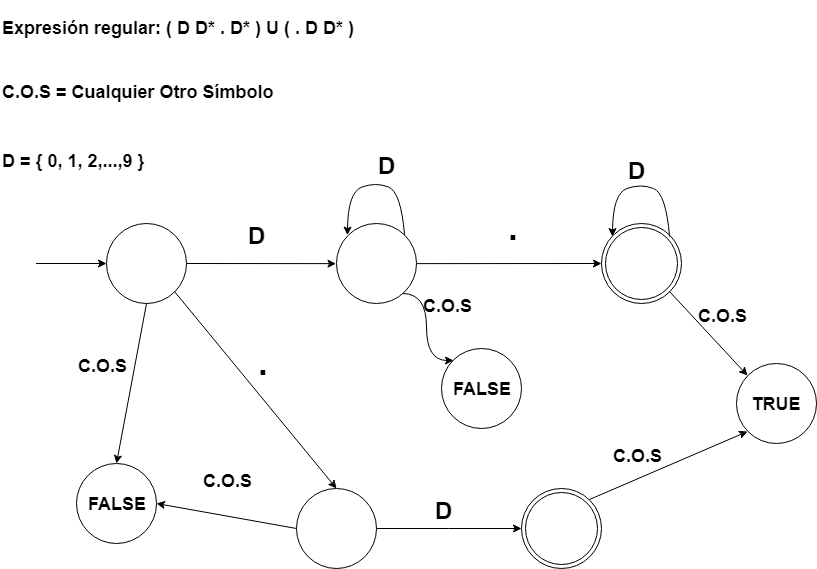 Expresión regular: ( D D* . D* ) U ( . D D* )
C.O.S = Cualquier Otro Símbolo
D = { 0, 1, 2,...,9 }
D
D
D
.
C.O.S
C.O.S
C.O.S
.
FALSE
TRUE
C.O.S
C.O.S
FALSE
D